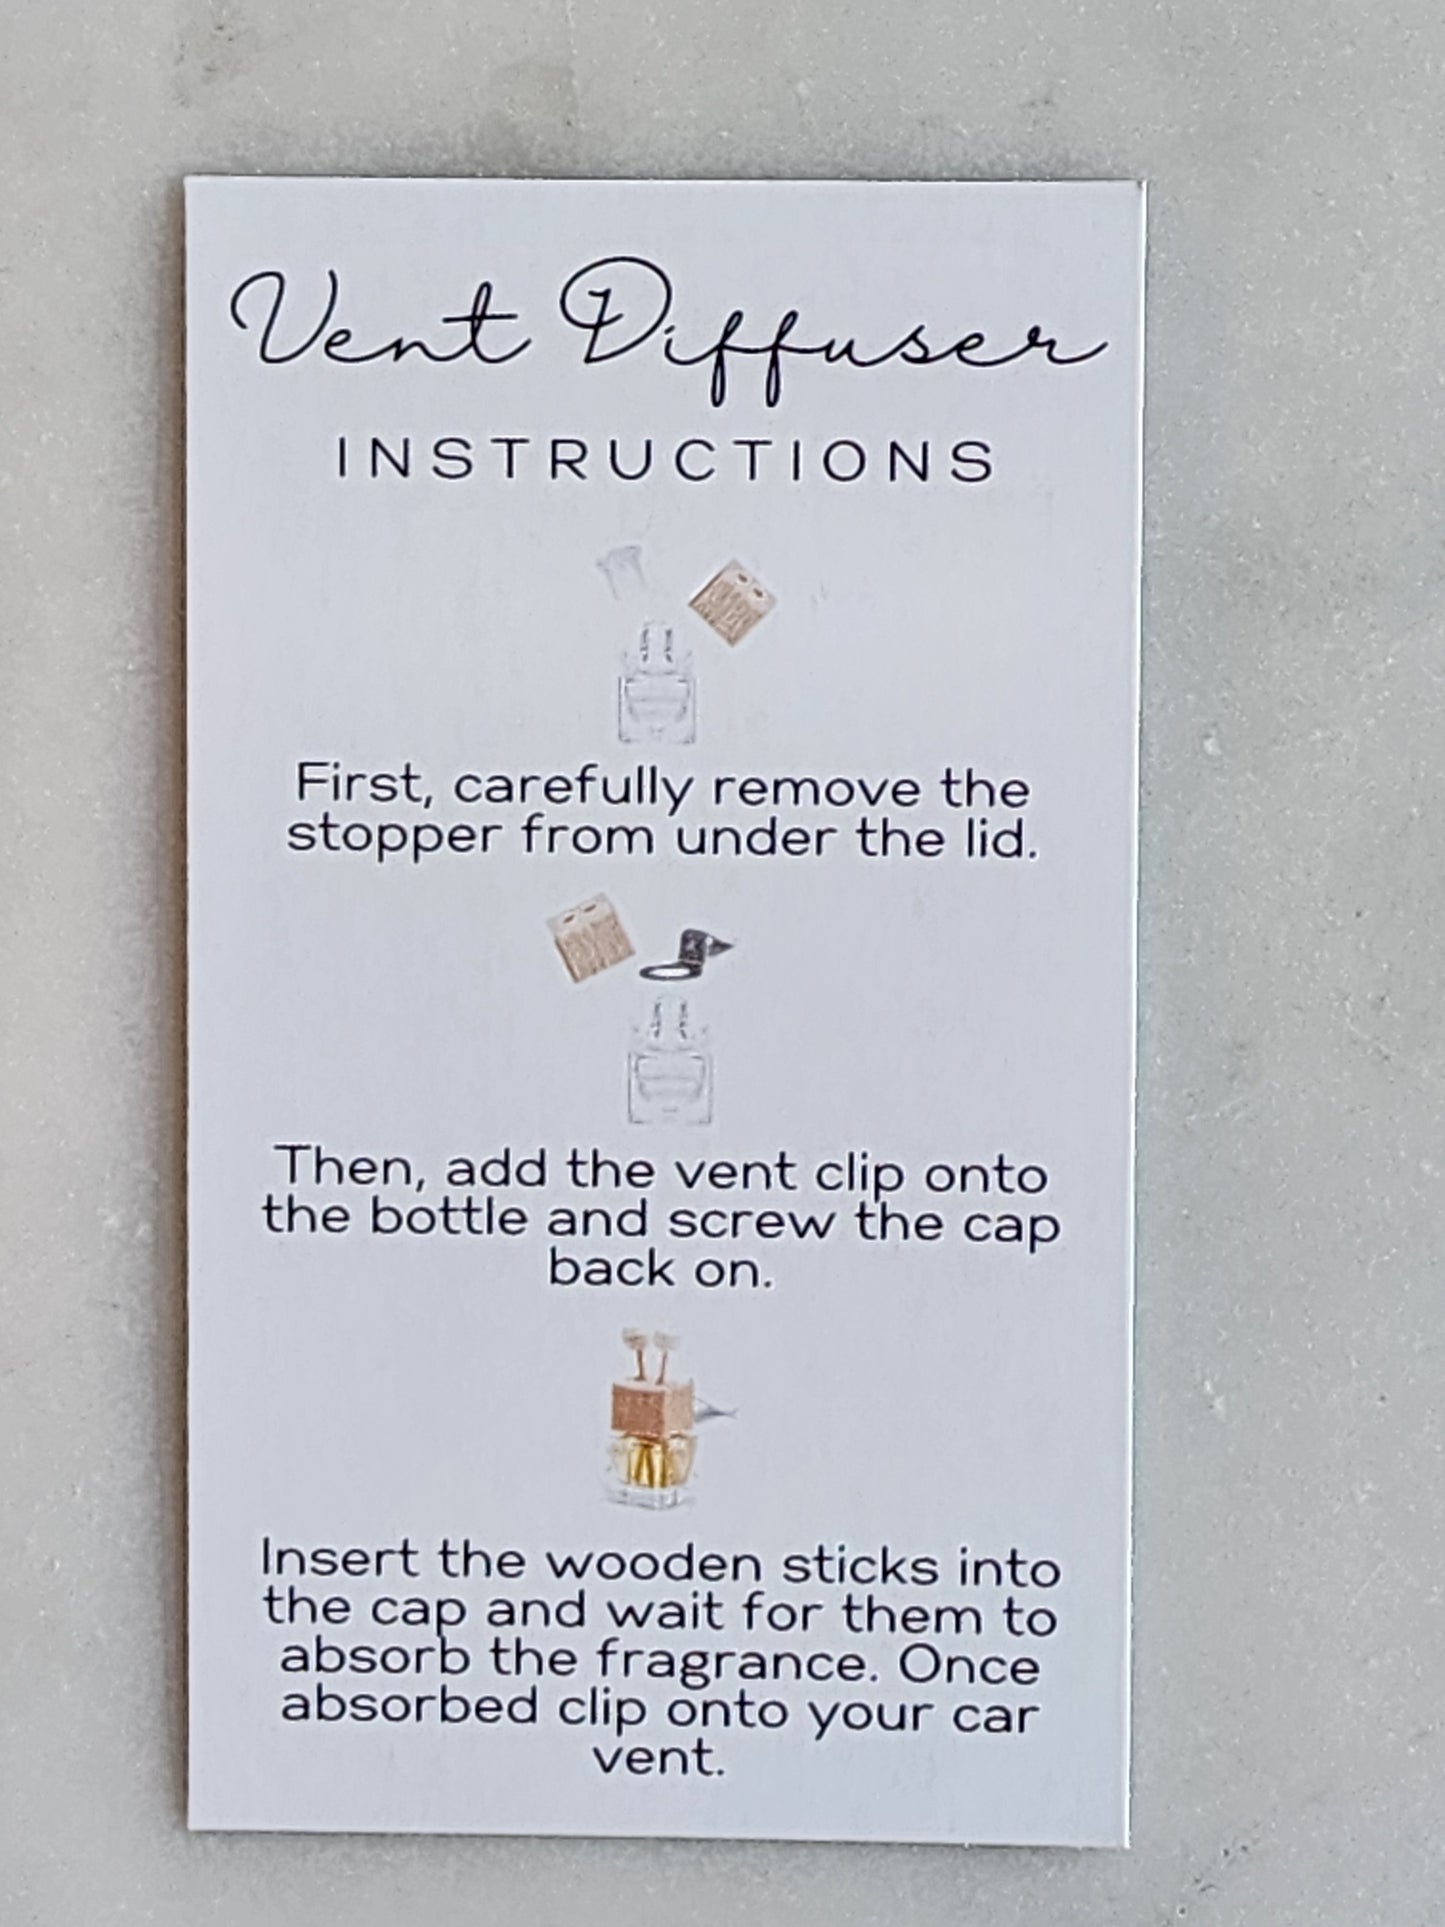 Vent Diffuser
INSTRUCTIONS
First, carefully remove the
stopper from under the lid.
Then, add the vent clip onto
the bottle and screw the cap
back on.
Insert the wooden sticks into
the cap and wait for them to
absorb the fragrance. Once
absorbed clip onto your car
vent.